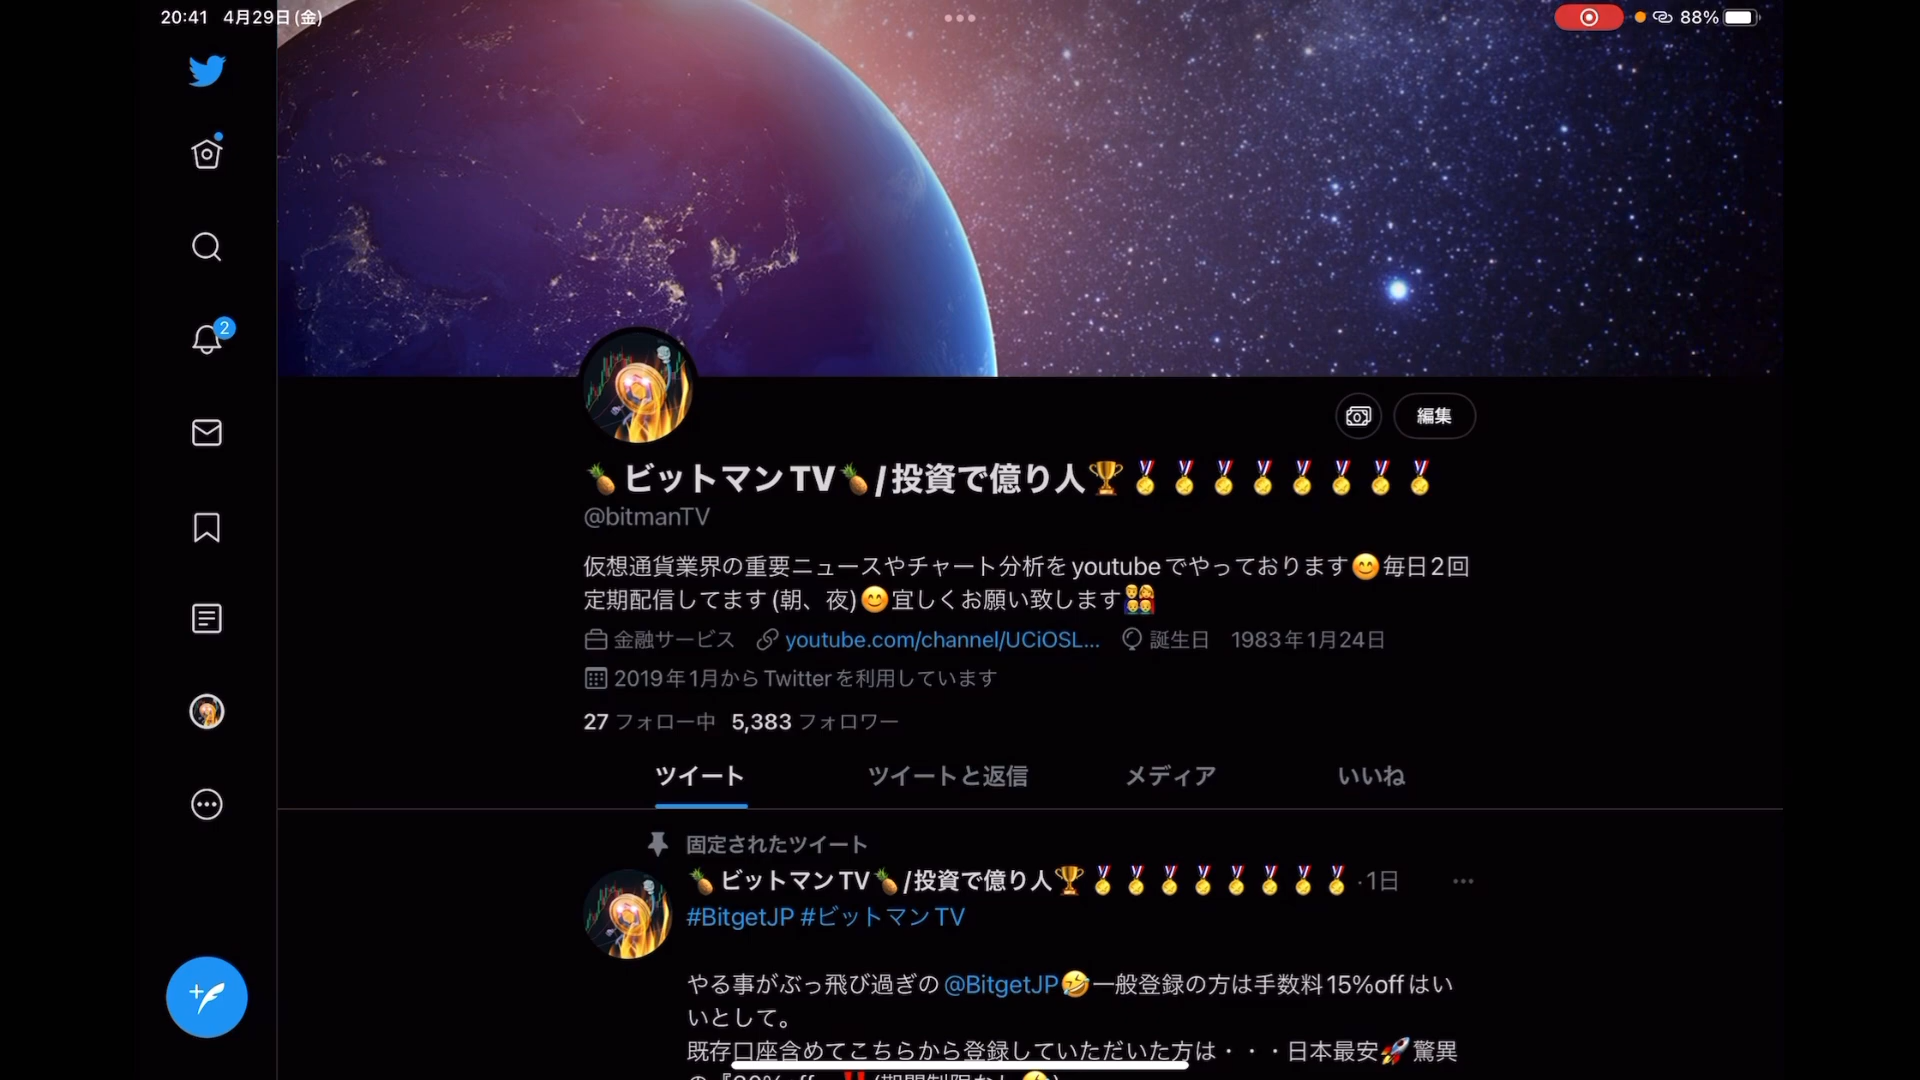 20:41 4月29日(金)
88%
2
編集
🍍ビットマンTV🍍/投資で億り人🏆🏅🏅🏅🏅🏅🏅🏅🏅
@bitmanTV
仮想通貨業界の重要ニュースやチャート分析をyoutubeでやっております😊毎日2回
定期配信してます(朝、夜)😊宜しくお願い致します👨‍👩‍👦‍👦
金融サービス youtube.com/channel/UCiOSL... 誕生日 1983年1月24日
2019年1月からTwitterを利用しています
27 フォロー中 5,383 フォロワー
ツイート ツイートと返信 メディア いいね
固定されたツイート
🍍ビットマンTV🍍/投資で億り人🏆🏅🏅🏅🏅🏅🏅🏅🏅 · 1日
#BitgetJP #ビットマンTV
やる事がぶっ飛び過ぎの @BitgetJP🤣一般登録の方は手数料15%offはい
いとして。
既存口座含めてこちらから登録していただいた方は・・・日本最安🚀驚異